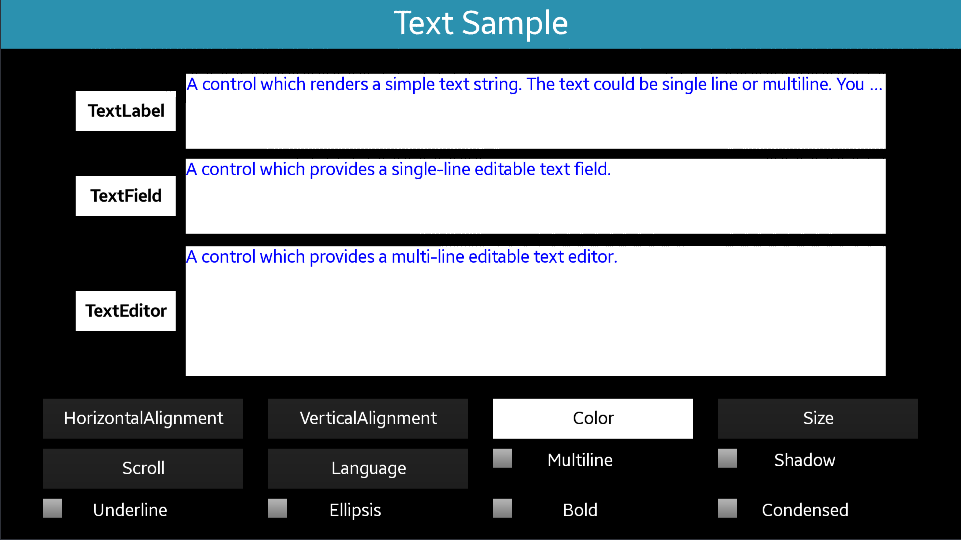 Text Sample
TextLabel
A control which renders a simple text string. The text could be single line or multiline. You ...
TextField
A control which provides a single-line editable text field.
TextEditor
A control which provides a multi-line editable text editor.
HorizontalAlignment
VerticalAlignment
Color
Size
Scroll
Language
Multiline
Shadow
Underline
Ellipsis
Bold
Condensed